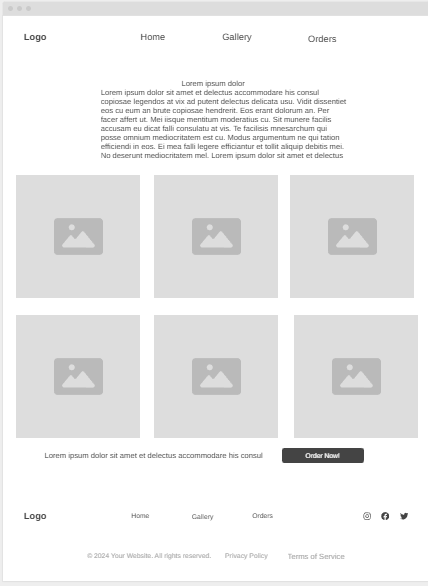 Logo
Home
Gallery
Orders
Lorem ipsum dolor
Lorem ipsum dolor sit amet et delectus accommodare his consul
copiosae legendos at vix ad putent delectus delicata usu. Vidit dissentiet
eos cu eum an brute copiosae hendrerit. Eos erant dolorum an. Per
facer affert ut. Mei iisque mentitum moderatius cu. Sit munere facilis
accusam eu dicat falli consulatu at vis. Te facilisis mnesarchum qui
posse omnium mediocritatem est cu. Modus argumentum ne qui tation
efficiendi in eos. Ei mea falli legere efficiantur et tollit aliquip debitis mei.
No deserunt mediocritatem mel. Lorem ipsum dolor sit amet et delectus
Lorem ipsum dolor sit amet et delectus accommodare his consul
Order Now!
Logo
Home
Gallery
Orders
© 2024 Your Website. All rights reserved.
Privacy Policy
Terms of Service